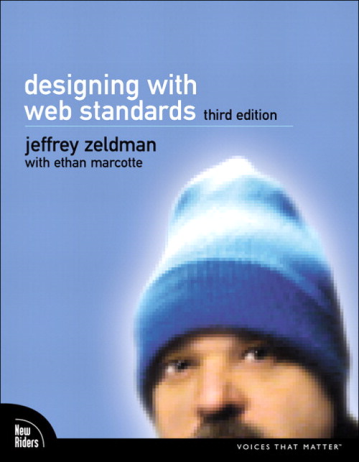 designing with
web standards third edition
jeffrey zeldman
with ethan marcotte
New
Riders
VOICES THAT MATTER™